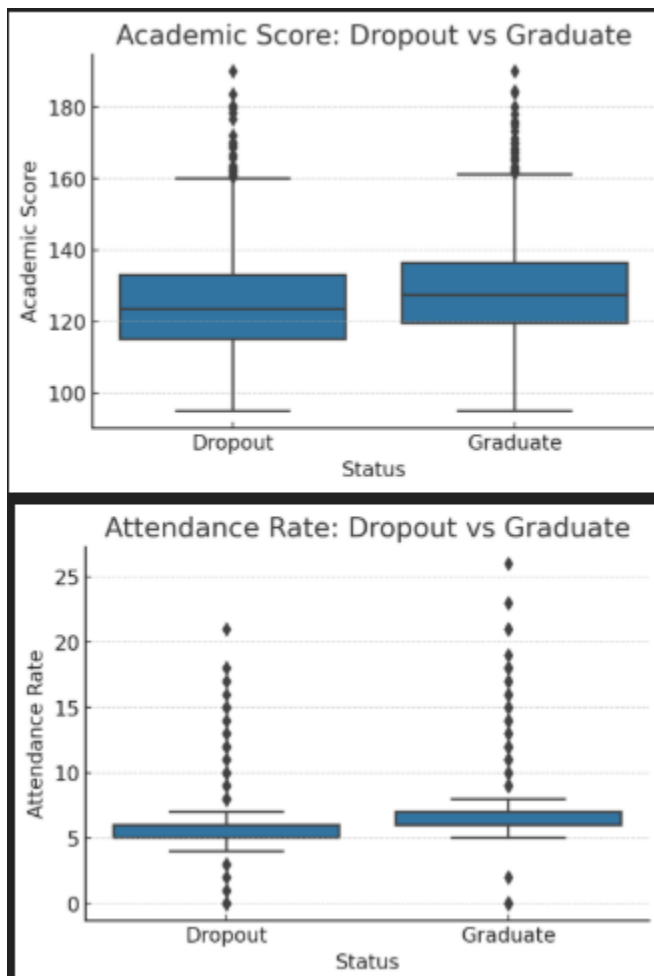 Academic Score: Dropout vs Graduate
180
160
140
120
100
Academic Score
Dropout Graduate
Status
Attendance Rate: Dropout vs Graduate
25
20
15
10
5
0
Attendance Rate
Dropout Graduate
Status